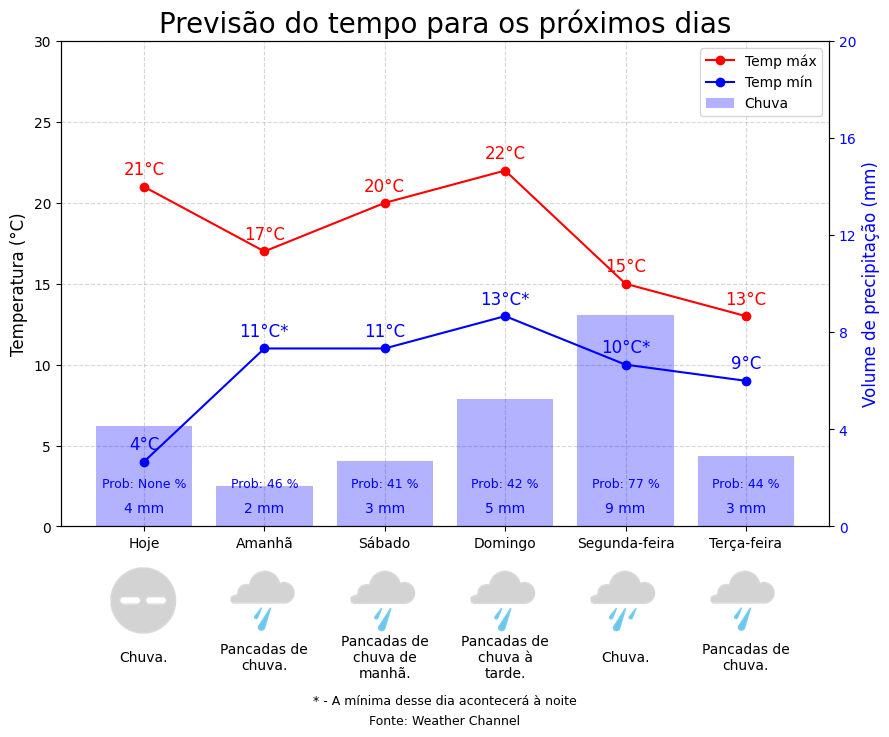 Previsão do tempo para os próximos dias
Temp máx
Temp mín
Chuva
Temperatura (°C)
Volume de precipitação (mm)
30
25
20
15
10
5
0
20
16
12
8
4
0
21°C
17°C
20°C
22°C
15°C
13°C
4°C
11°C*
11°C
13°C*
10°C*
9°C
Prob: None %
4 mm
Prob: 46 %
2 mm
Prob: 41 %
3 mm
Prob: 42 %
5 mm
Prob: 77 %
9 mm
Prob: 44 %
3 mm
Hoje
Amanhã
Sábado
Domingo
Segunda-feira
Terça-feira
Chuva.
Pancadas de
chuva.
Pancadas de
chuva de
manhã.
Pancadas de
chuva à
tarde.
Chuva.
Pancadas de
chuva.
* - A mínima desse dia acontecerá à noite
Fonte: Weather Channel